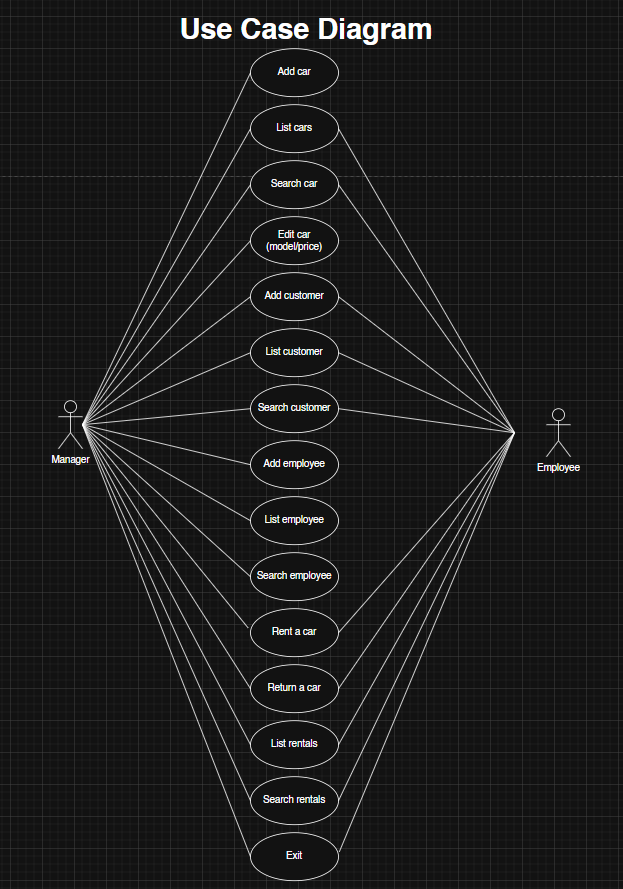 Use Case Diagram
Add car
List cars
Search car
Edit car
(model/price)
Add customer
List customer
Search customer
Manager
Employee
Add employee
List employee
Search employee
Rent a car
Return a car
List rentals
Search rentals
Exit